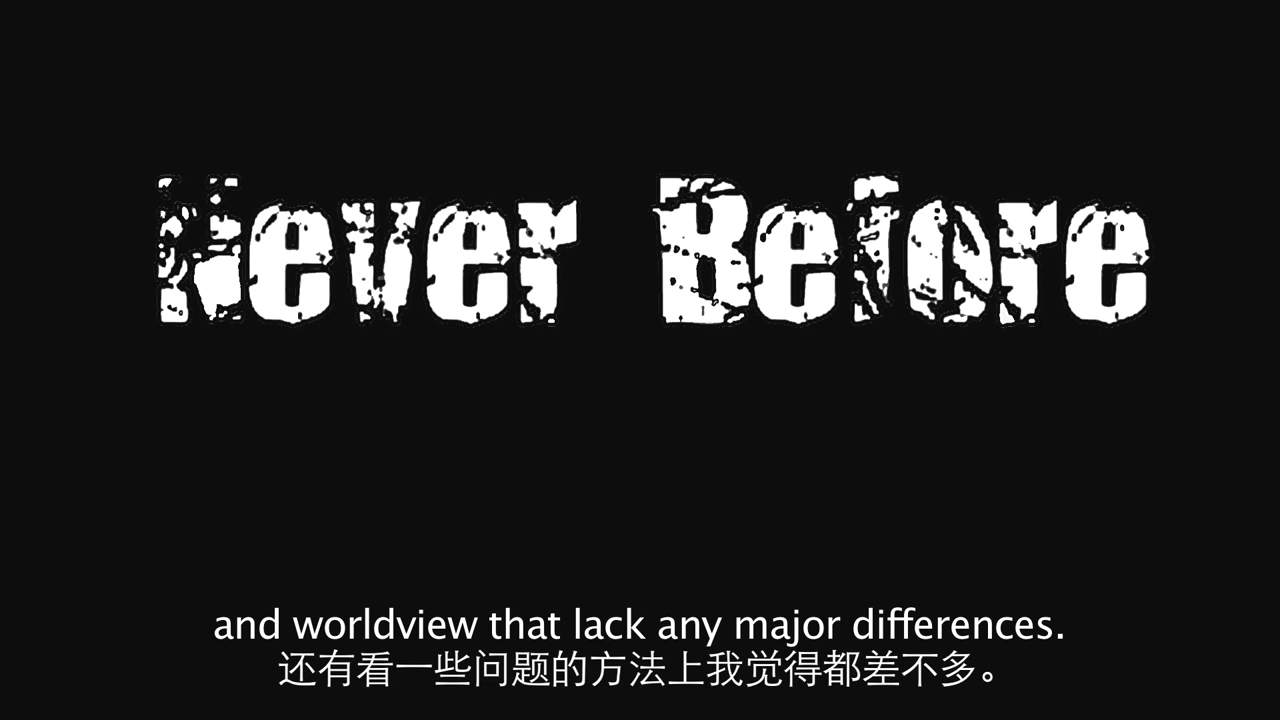 Never Before
and worldview that lack any major differences.
还有看一些问题的方法上我觉得都差不多。